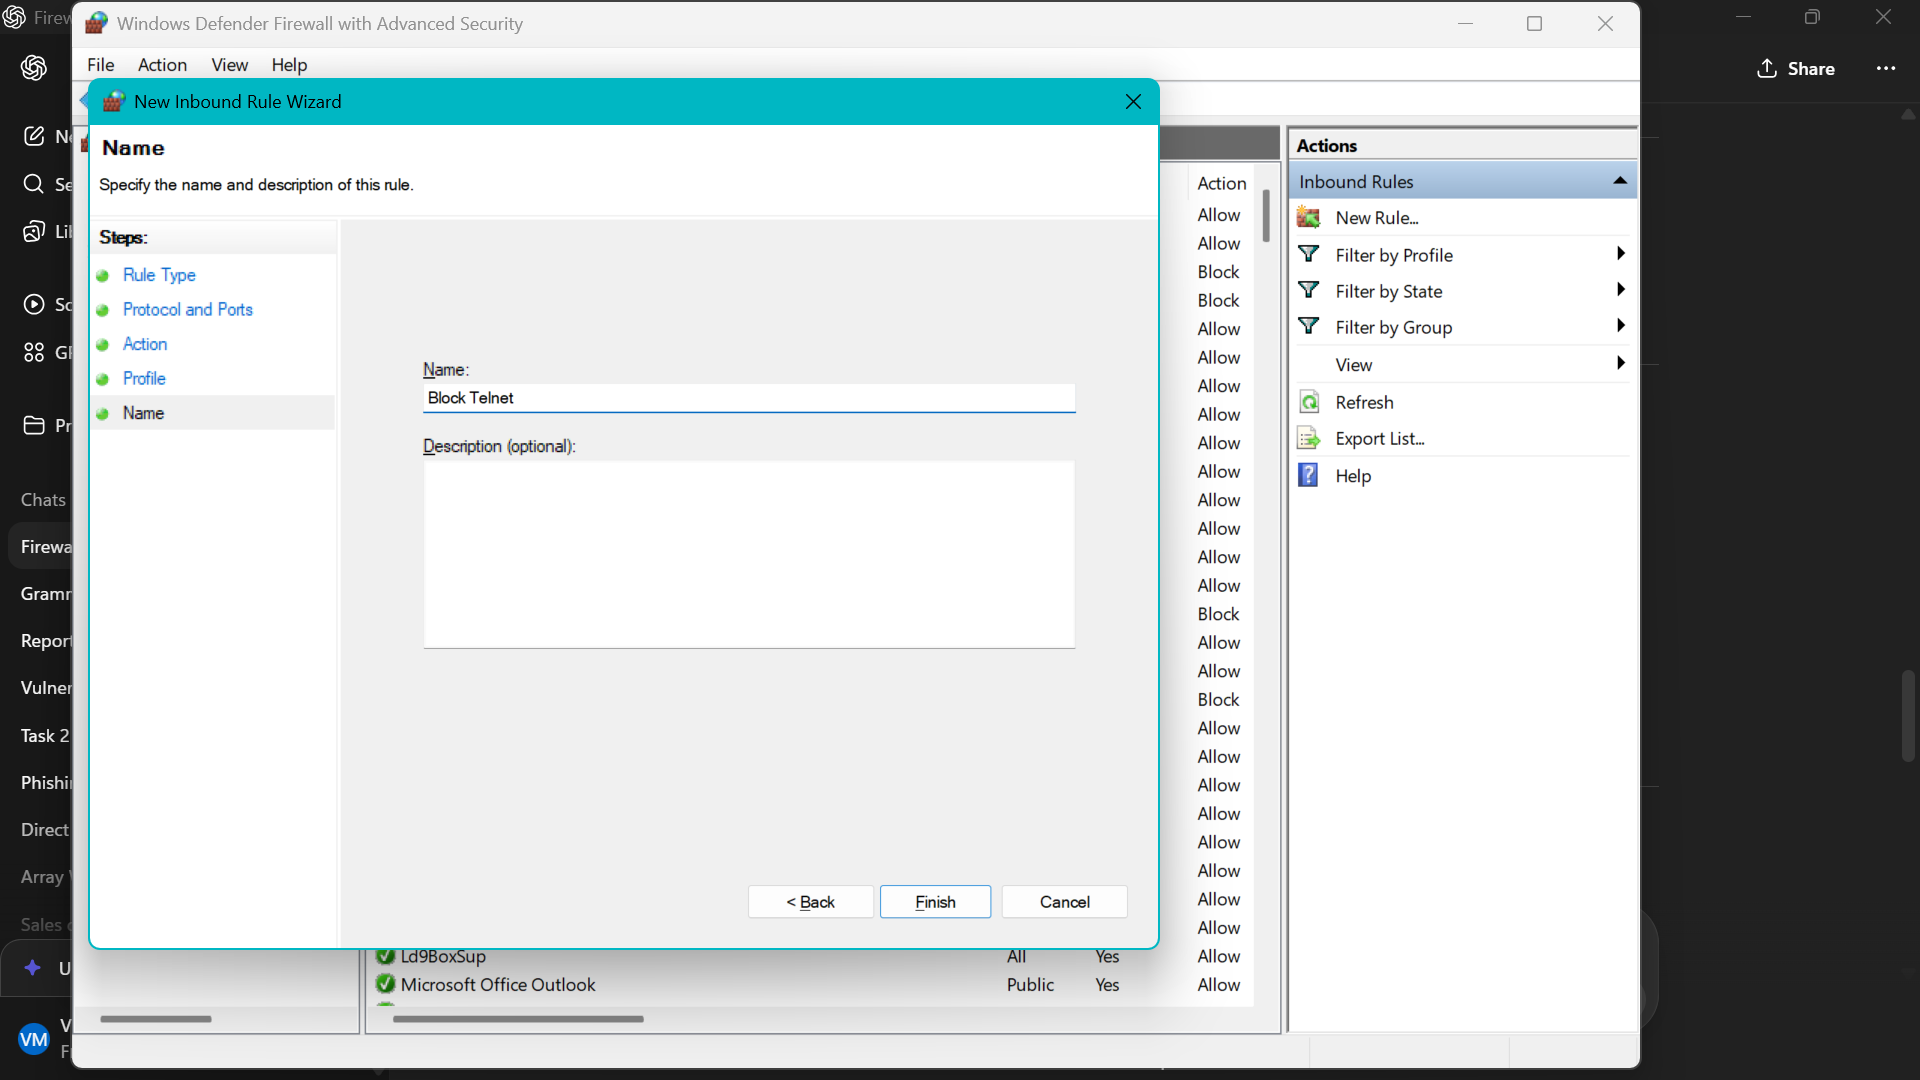 Firew
Windows Defender Firewall with Advanced Security
File Action View Help
Share
New Inbound Rule Wizard
Name
Specify the name and description of this rule.
Steps:
Rule Type
Protocol and Ports
Action
Profile
Name
Name:
Block Telnet
Description (optional):
< Back
Finish
Cancel
Action
Allow
Allow
Block
Block
Allow
Allow
Allow
Allow
Allow
Allow
Allow
Allow
Allow
Allow
Block
Allow
Allow
Block
Allow
Allow
Allow
Allow
Allow
Allow
Allow
Allow
Ld9BoxSup All Yes Allow
Microsoft Office Outlook Public Yes Allow
Actions
Inbound Rules
New Rule...
Filter by Profile
Filter by State
Filter by Group
View
Refresh
Export List...
Help
Ne
Se
Li
So
GP
Pr
Chats
Firewa
Gramr
Report
Vulner
Task 2
Phishi
Direct
Array
Sales
U
VM
V
F